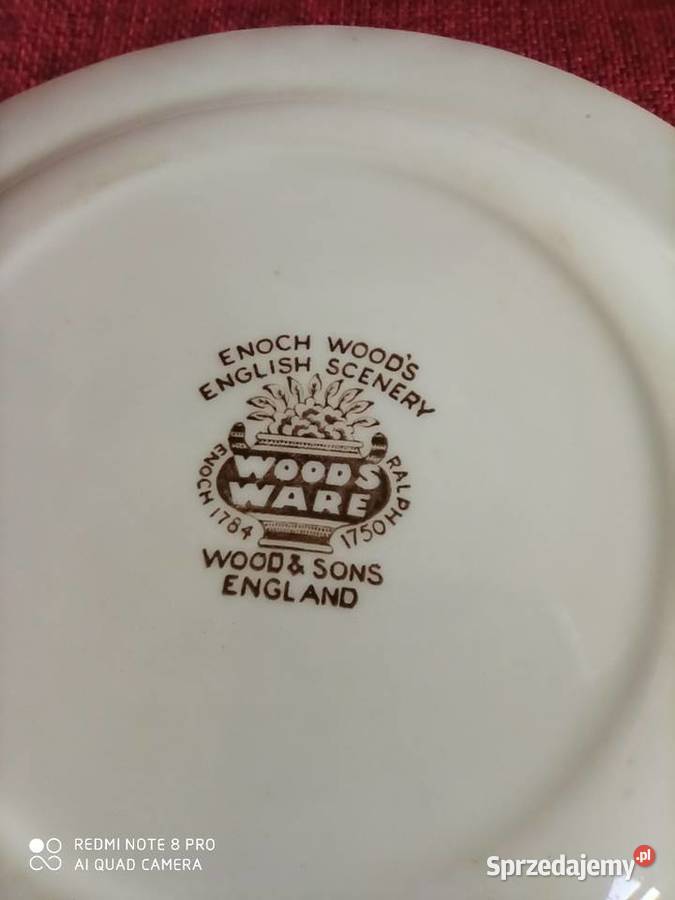 ENOCH WOOD'S
ENGLISH SCENERY
WOODS
WARE
ENOCH 1784
RALPH 1750
WOOD & SONS
ENGLAND
REDMI NOTE 8 PRO
AI QUAD CAMERA
Sprzedajemy.pl